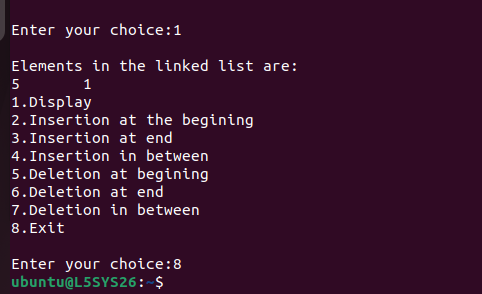 Enter your choice:1
Elements in the linked list are:
5       1
1.Display
2.Insertion at the begining
3.Insertion at end
4.Insertion in between
5.Deletion at begining
6.Deletion at end
7.Deletion in between
8.Exit
Enter your choice:8
ubuntu@L5SYS26:~$